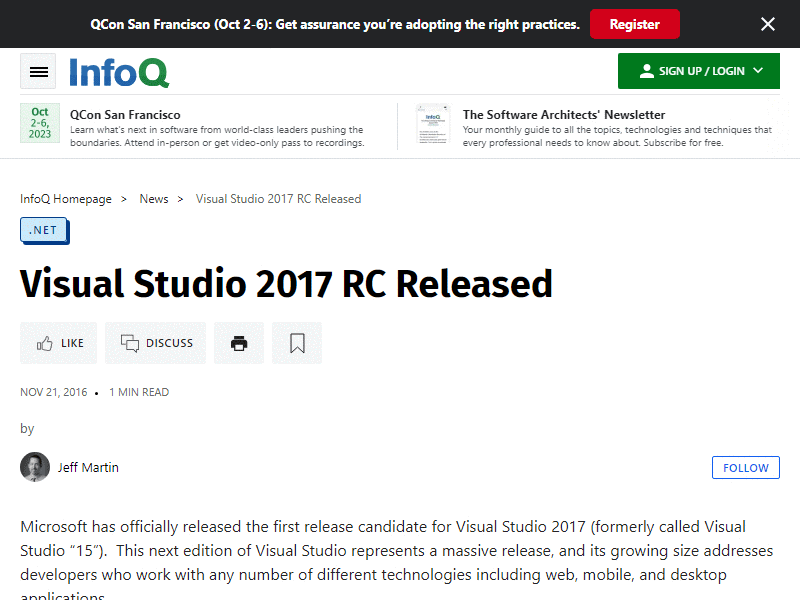 QCon San Francisco (Oct 2-6): Get assurance you're adopting the right practices.
Register
InfoQ
SIGN UP / LOGIN
Oct
2-6,
2023
QCon San Francisco
Learn what's next in software from world-class leaders pushing the
boundaries. Attend in-person or get video-only pass to recordings.
InfoQ
The Software Architects' Newsletter
Your monthly guide to all the topics, technologies and techniques that
every professional needs to know about. Subscribe for free.
InfoQ Homepage > News > Visual Studio 2017 RC Released
.NET
Visual Studio 2017 RC Released
LIKE
DISCUSS
NOV 21, 2016 • 1 MIN READ
by
Jeff Martin
FOLLOW
Microsoft has officially released the first release candidate for Visual Studio 2017 (formerly called Visual
Studio “15”).  This next edition of Visual Studio represents a massive release, and its growing size addresses
developers who work with any number of different technologies including web, mobile, and desktop
applications